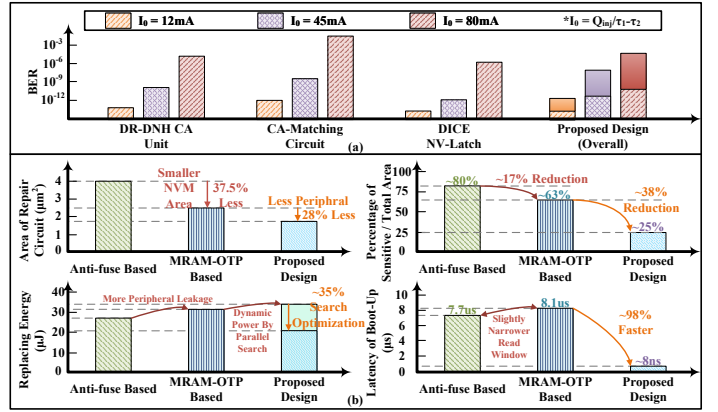 I₀ = 12mA
I₀ = 45mA
I₀ = 80mA
*I₀ = Qinj/τ₁-τ₂
BER
10⁻³
10⁻⁶
10⁻⁹
10⁻¹²
DR-DNH CA
Unit
CA-Matching
Circuit
DICE
NV-Latch
Proposed Design
(Overall)
(a)
Area of Repair
Circuit (μm²)
4
3
2
1
0
Smaller
NVM
Area
37.5%
Less
Less Periphral
28% Less
Anti-fuse Based
MRAM-OTP
Based
Proposed
Design
Percentage of
Sensitive / Total Area
100
75
50
25
0
~80%
~17% Reduction
~63%
~38%
Reduction
~25%
Anti-fuse Based
MRAM-OTP
Based
Proposed
Design
Replacing Energy
(μJ)
40
30
20
10
0
More Peripheral Leakage
Dynamic
Power By
Parallel
Search
~35%
Search
Optimization
Anti-fuse Based
MRAM-OTP
Based
Proposed
Design
Latency of Boot-Up
(μs)
8
6
4
2
0
7.7us
Slightly
Narrower
Read
Window
8.1us
~98%
Faster
~8ns
Anti-fuse Based
MRAM-OTP
Based
Proposed
Design
(b)